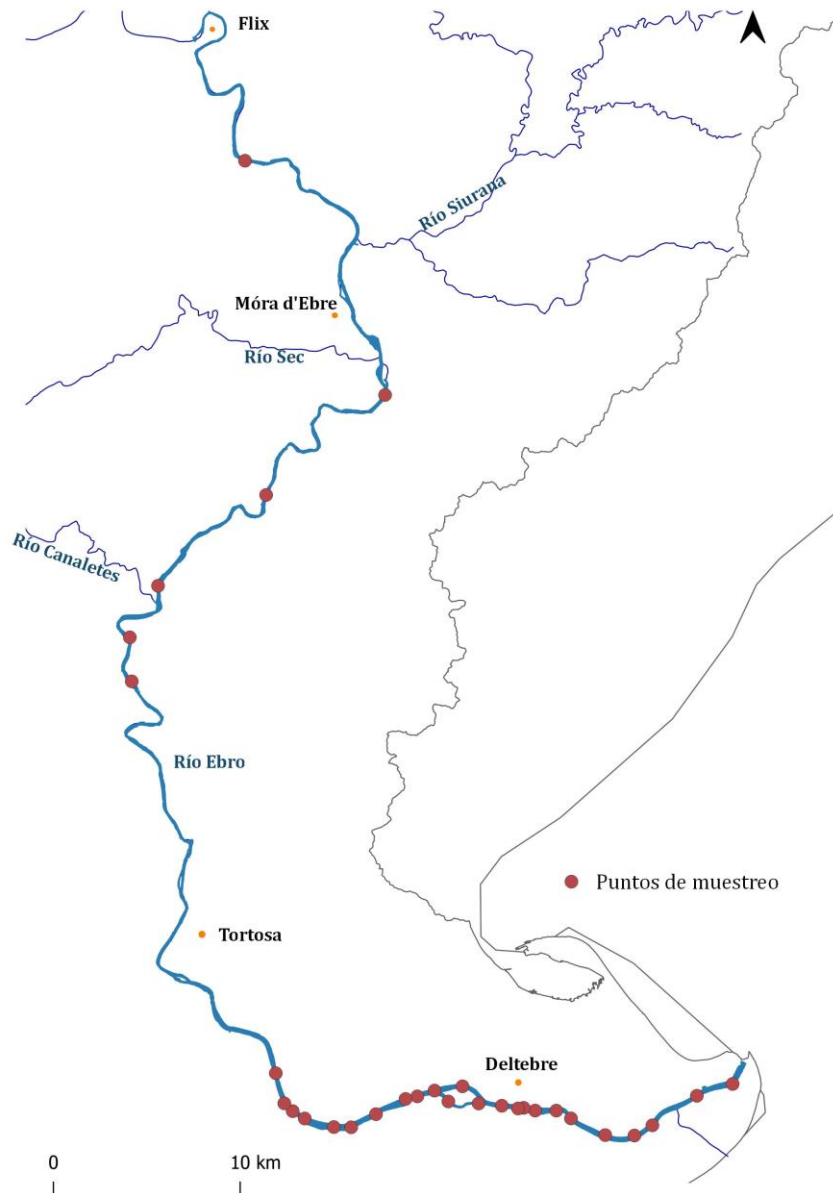 Flix
Río Siurana
Móra d'Ebre
Río Sec
Río Canaletes
Río Ebro
Puntos de muestreo
Tortosa
Deltebre
0 10 km